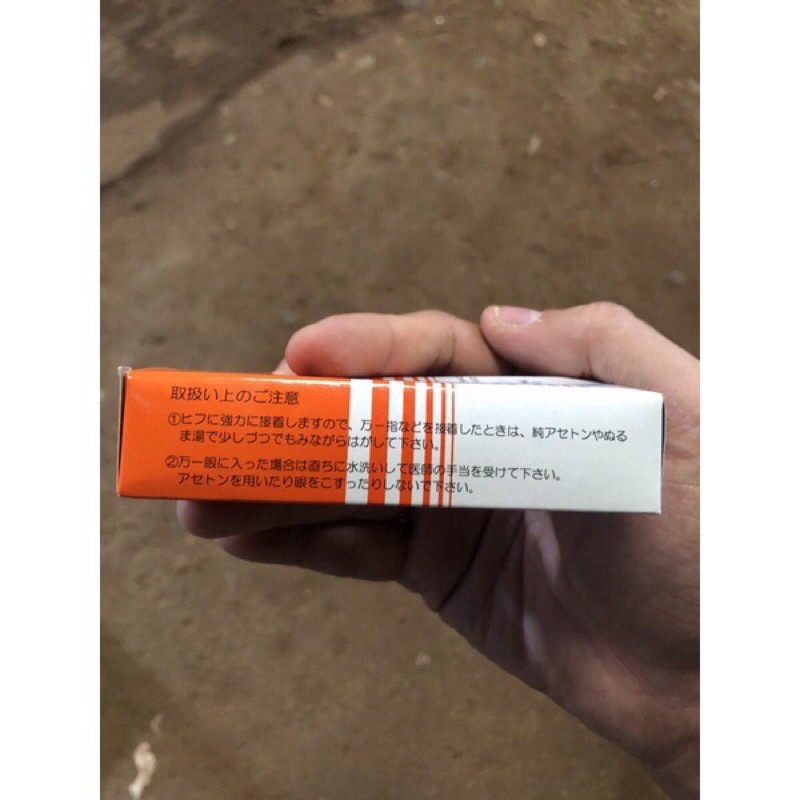 取扱い上のご注意
①ヒフに強力に接着しますので、万一指などを接着したときは、純アセトンやぬる
ま湯で少しづつでもみながらはがして下さい。
②万一眼に入った場合は直ちに水洗いして医師の手当を受けて下さい。
アセトンを用いたり眼をこすったりしないで下さい。